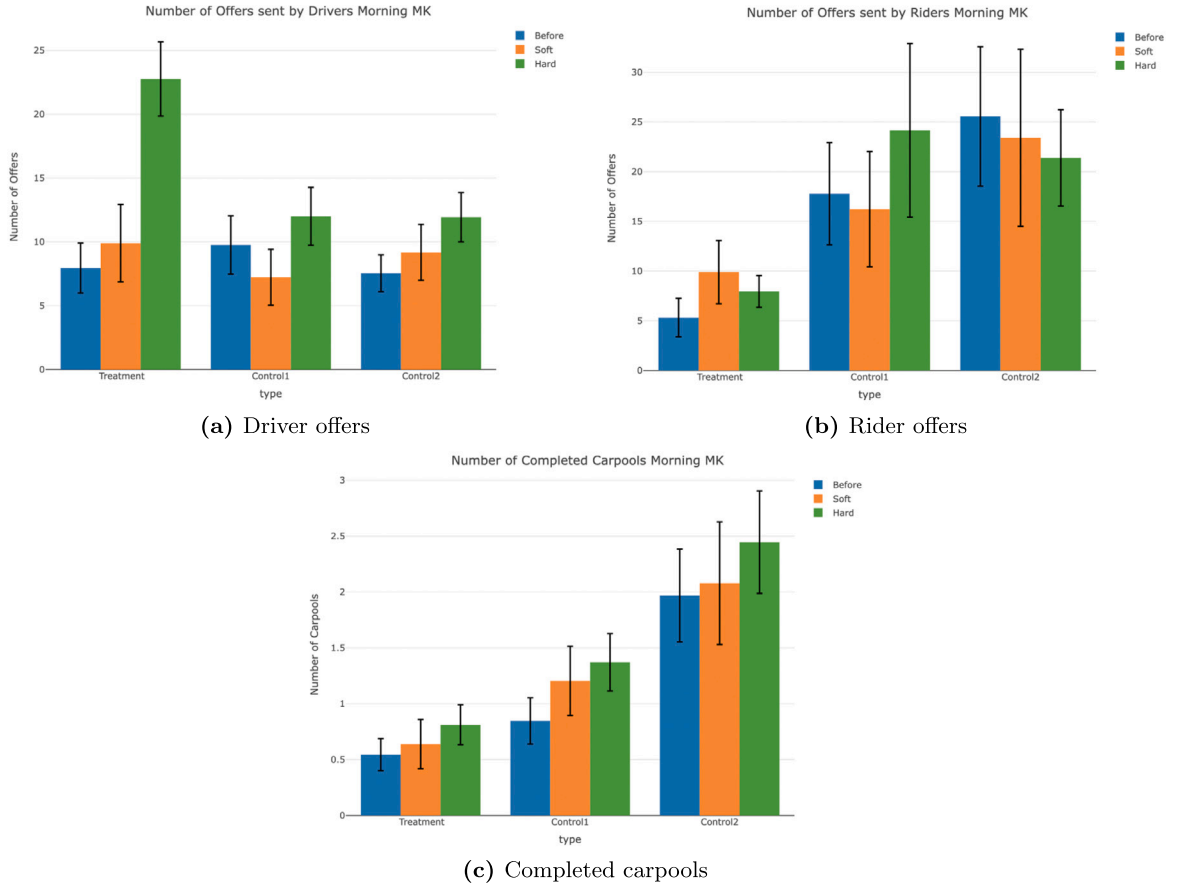 Number of Offers sent by Drivers Morning MK
Before
Soft
Hard
25
20
15
10
5
0
Number of Offers
Treatment
Control1
Control2
type
(a) Driver offers
Number of Offers sent by Riders Morning MK
Before
Soft
Hard
30
25
20
15
10
5
0
Number of Offers
Treatment
Control1
Control2
type
(b) Rider offers
Number of Completed Carpools Morning MK
Before
Soft
Hard
3
2.5
2
1.5
1
0.5
0
Number of Carpools
Treatment
Control1
Control2
type
(c) Completed carpools